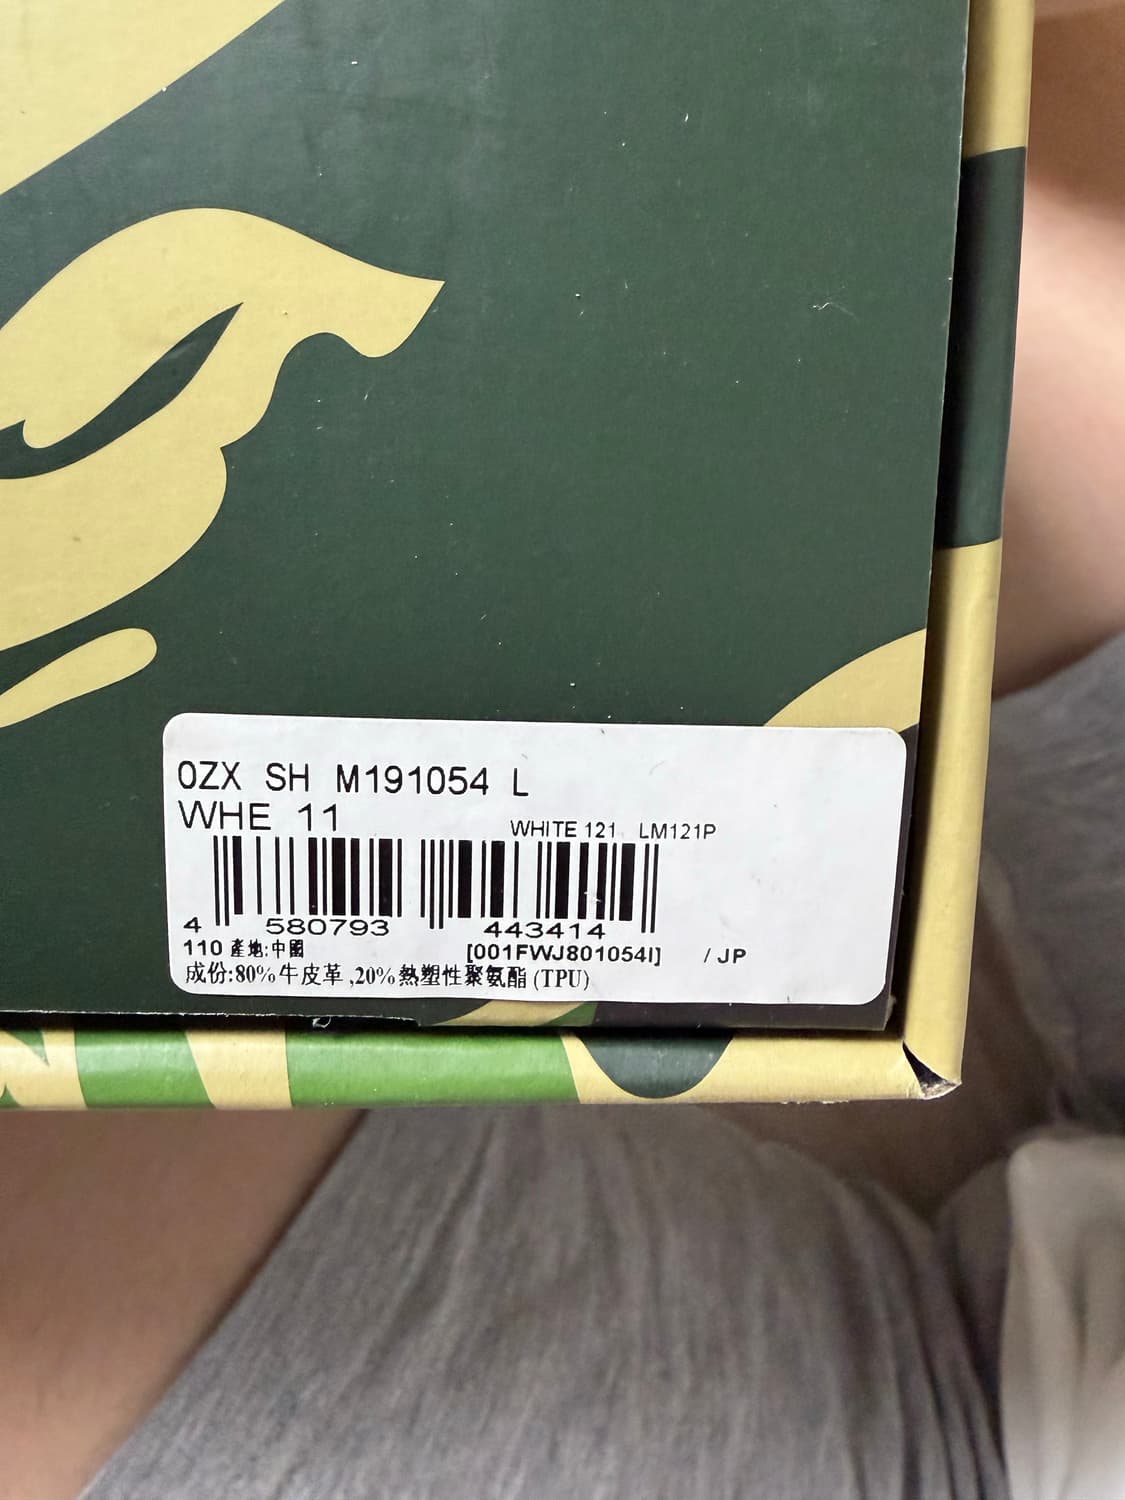 0ZX SH M191054 L
WHE 11
WHITE 121 LM121P
4 580793 443414
110 產地:中國 [001FWJ801054I] / JP
成份:80%牛皮革,20%熱塑性聚氨酯(TPU)